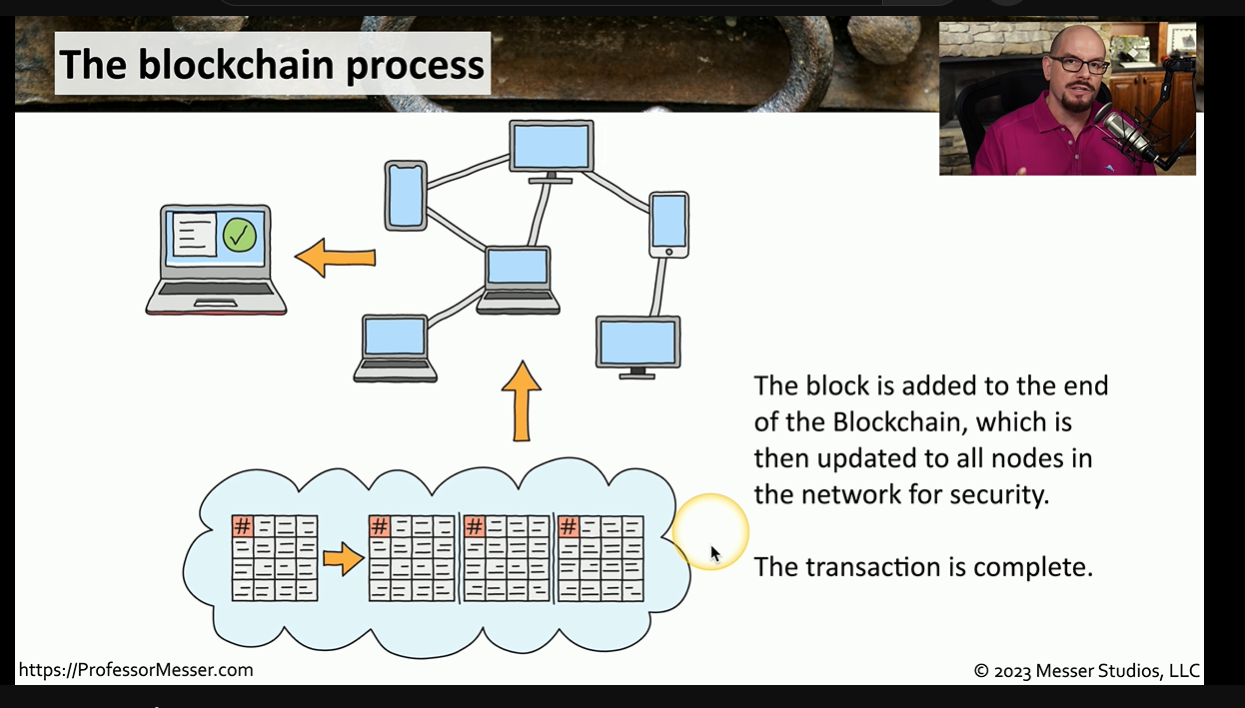 The blockchain process
The block is added to the end
of the Blockchain, which is
then updated to all nodes in
the network for security.
The transaction is complete.
#
#
#
#
https://ProfessorMesser.com
© 2023 Messer Studios, LLC